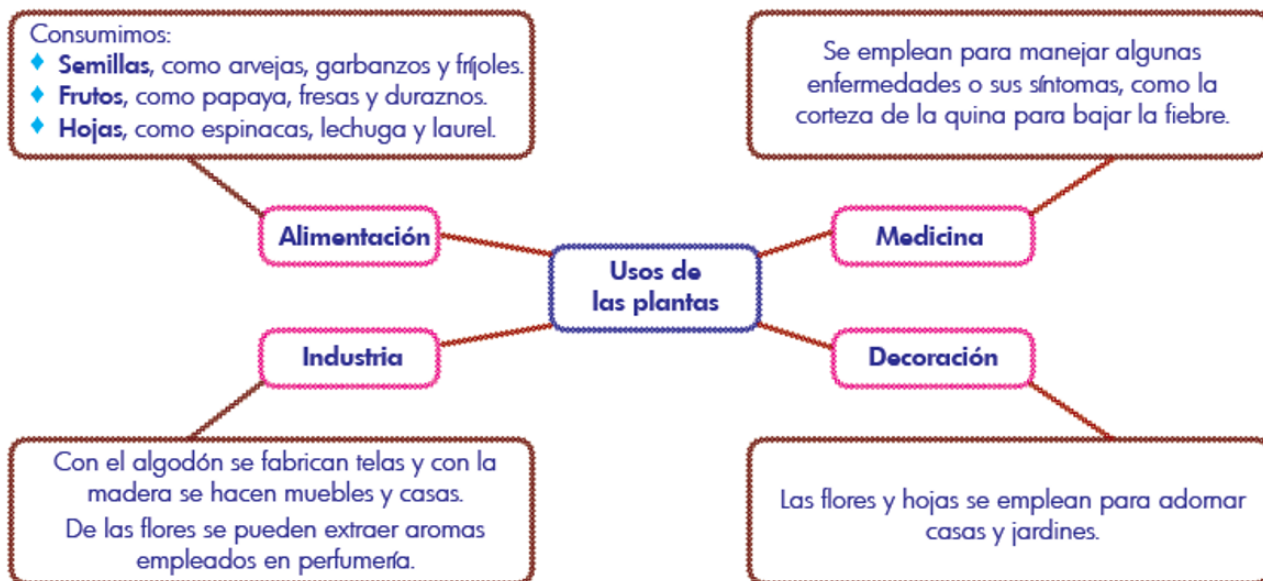 Consumimos:
♦ Semillas, como arvejas, garbanzos y fríjoles.
♦ Frutos, como papaya, fresas y duraznos.
♦ Hojas, como espinacas, lechuga y laurel.
Se emplean para manejar algunas
enfermedades o sus síntomas, como la
corteza de la quina para bajar la fiebre.
Alimentación
Medicina
Usos de
las plantas
Industria
Decoración
Con el algodón se fabrican telas y con la
madera se hacen muebles y casas.
De las flores se pueden extraer aromas
empleados en perfumería.
Las flores y hojas se emplean para adornar
casas y jardines.